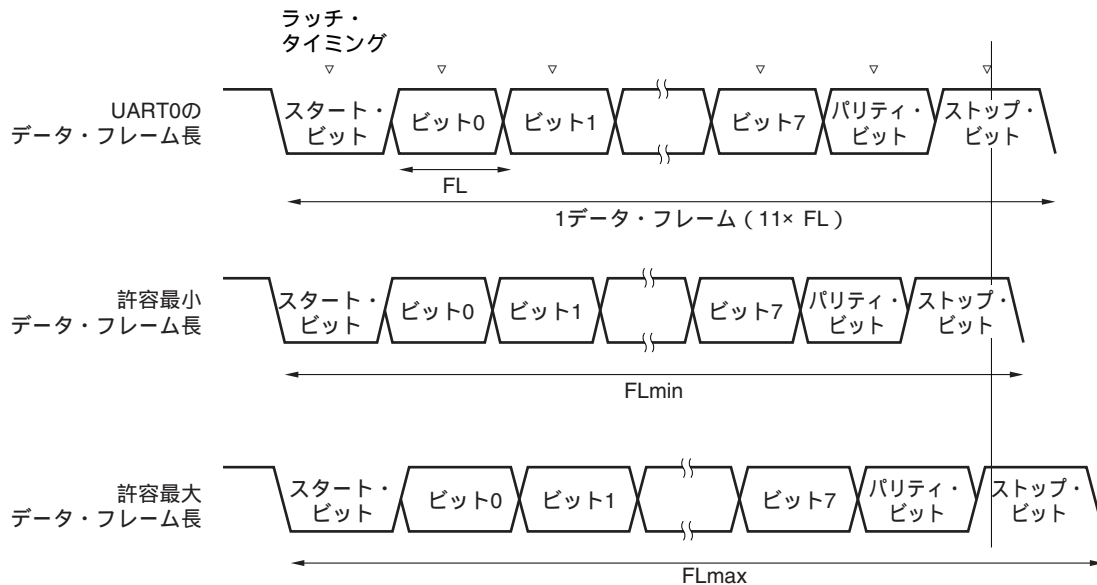 ラッチ・
タイミング
UART0の
データ・フレーム長
スタート・
ビット
ビット0
ビット1
ビット7
パリティ・
ビット
ストップ・
ビット
FL
1データ・フレーム（11× FL）
許容最小
データ・フレーム長
スタート・
ビット
ビット0
ビット1
ビット7
パリティ・
ビット
ストップ・
ビット
FLmin
許容最大
データ・フレーム長
スタート・
ビット
ビット0
ビット1
ビット7
パリティ・
ビット
ストップ・
ビット
FLmax